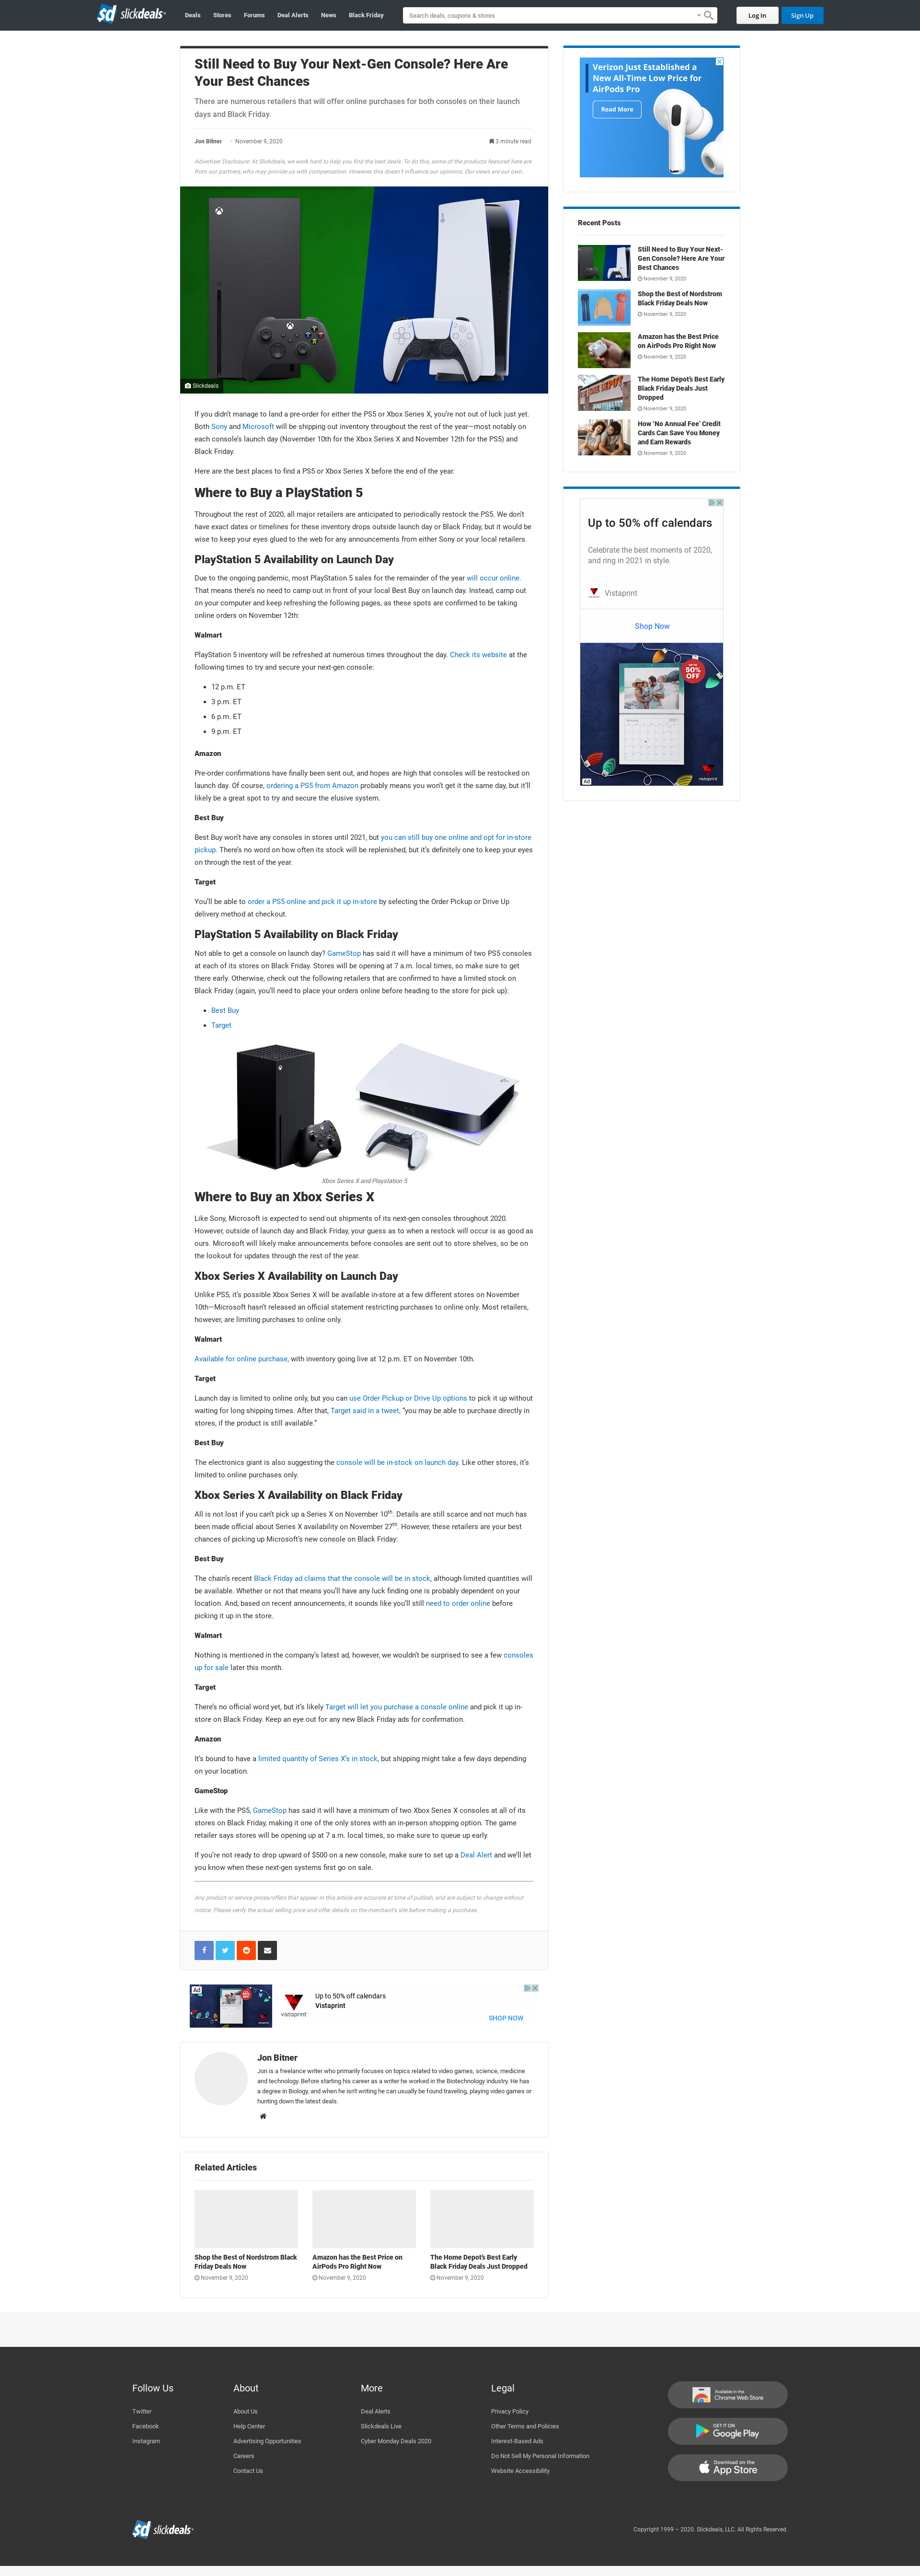 sd slickdeals
Deals Stores Forums Deal Alerts News Black Friday
Search deals, coupons & stores
Log In
Sign Up
Still Need to Buy Your Next-Gen Console? Here Are
Your Best Chances
There are numerous retailers that will offer online purchases for both consoles on their launch
days and Black Friday.
Jon Bitner · November 9, 2020
3 minute read
Advertiser Disclosure: At Slickdeals, we work hard to help you find the best deals. To do this, some of the products featured here are
from our partners, who may provide us with compensation. However, this doesn't influence our opinions. Our views are our own.
Slickdeals
If you didn't manage to land a pre-order for either the PS5 or Xbox Series X, you're not out of luck just yet.
Both Sony and Microsoft will be shipping out inventory throughout the rest of the year—most notably on
each console's launch day (November 10th for the Xbox Series X and November 12th for the PS5) and
Black Friday.
Here are the best places to find a PS5 or Xbox Series X before the end of the year.
Where to Buy a PlayStation 5
Throughout the rest of 2020, all major retailers are anticipated to periodically restock the PS5. We don't
have exact dates or timelines for these inventory drops outside launch day or Black Friday, but it would be
wise to keep your eyes glued to the web for any announcements from either Sony or your local retailers.
PlayStation 5 Availability on Launch Day
Due to the ongoing pandemic, most PlayStation 5 sales for the remainder of the year will occur online.
That means there's no need to camp out in front of your local Best Buy on launch day. Instead, camp out
on your computer and keep refreshing the following pages, as these spots are confirmed to be taking
online orders on November 12th:
Walmart
PlayStation 5 inventory will be refreshed at numerous times throughout the day. Check its website at the
following times to try and secure your next-gen console:
• 12 p.m. ET
• 3 p.m. ET
• 6 p.m. ET
• 9 p.m. ET
Amazon
Pre-order confirmations have finally been sent out, and hopes are high that consoles will be restocked on
launch day. Of course, ordering a PS5 from Amazon probably means you won't get it the same day, but it'll
likely be a great spot to try and secure the elusive system.
Best Buy
Best Buy won't have any consoles in stores until 2021, but you can still buy one online and opt for in-store
pickup. There's no word on how often its stock will be replenished, but it's definitely one to keep your eyes
on through the rest of the year.
Target
You'll be able to order a PS5 online and pick it up in-store by selecting the Order Pickup or Drive Up
delivery method at checkout.
PlayStation 5 Availability on Black Friday
Not able to get a console on launch day? GameStop has said it will have a minimum of two PS5 consoles
at each of its stores on Black Friday. Stores will be opening at 7 a.m. local times, so make sure to get
there early. Otherwise, check out the following retailers that are confirmed to have a limited stock on
Black Friday (again, you'll need to place your orders online before heading to the store for pick up):
• Best Buy
• Target
Xbox Series X and Playstation 5
Where to Buy an Xbox Series X
Like Sony, Microsoft is expected to send out shipments of its next-gen consoles throughout 2020.
However, outside of launch day and Black Friday, your guess as to when a restock will occur is as good as
ours. Microsoft will likely make announcements before consoles are sent out to store shelves, so be on
the lookout for updates through the rest of the year.
Xbox Series X Availability on Launch Day
Unlike PS5, it's possible Xbox Series X will be available in-store at a few different stores on November
10th—Microsoft hasn't released an official statement restricting purchases to online only. Most retailers,
however, are limiting purchases to online only.
Walmart
Available for online purchase, with inventory going live at 12 p.m. ET on November 10th.
Target
Launch day is limited to online only, but you can use Order Pickup or Drive Up options to pick it up without
waiting for long shipping times. After that, Target said in a tweet, "you may be able to purchase directly in
stores, if the product is still available."
Best Buy
The electronics giant is also suggesting the console will be in-stock on launch day. Like other stores, it's
limited to online purchases only.
Xbox Series X Availability on Black Friday
All is not lost if you can't pick up a Series X on November 10th. Details are still scarce and not much has
been made official about Series X availability on November 27th. However, these retailers are your best
chances of picking up Microsoft's new console on Black Friday:
Best Buy
The chain's recent Black Friday ad claims that the console will be in stock, although limited quantities will
be available. Whether or not that means you'll have any luck finding one is probably dependent on your
location. And, based on recent announcements, it sounds like you'll still need to order online before
picking it up in the store.
Walmart
Nothing is mentioned in the company's latest ad, however, we wouldn't be surprised to see a few consoles
up for sale later this month.
Target
There's no official word yet, but it's likely Target will let you purchase a console online and pick it up in-
store on Black Friday. Keep an eye out for any new Black Friday ads for confirmation.
Amazon
It's bound to have a limited quantity of Series X's in stock, but shipping might take a few days depending
on your location.
GameStop
Like with the PS5, GameStop has said it will have a minimum of two Xbox Series X consoles at all of its
stores on Black Friday, making it one of the only stores with an in-person shopping option. The game
retailer says stores will be opening up at 7 a.m. local times, so make sure to queue up early.
If you're not ready to drop upward of $500 on a new console, make sure to set up a Deal Alert and we'll let
you know when these next-gen systems first go on sale.
Any product or service prices/offers that appear in this article are accurate at time of publish, and are subject to change without
notice. Please verify the actual selling price and offer details on the merchant's site before making a purchase.
Ad
vistaprint
Up to 50% off calendars
Vistaprint
SHOP NOW
Jon Bitner
Jon is a freelance writer who primarily focuses on topics related to video games, science, medicine
and technology. Before starting his career as a writer he worked in the Biotechnology industry. He has
a degree in Biology, and when he isn't writing he can usually be found traveling, playing video games or
hunting down the latest deals.
Related Articles
Shop the Best of Nordstrom Black
Friday Deals Now
November 9, 2020
Amazon has the Best Price on
AirPods Pro Right Now
November 9, 2020
The Home Depot's Best Early
Black Friday Deals Just Dropped
November 9, 2020
Verizon Just Established a
New All-Time Low Price for
AirPods Pro
Read More
Recent Posts
Still Need to Buy Your Next-
Gen Console? Here Are Your
Best Chances
November 9, 2020
Shop the Best of Nordstrom
Black Friday Deals Now
November 9, 2020
Amazon has the Best Price
on AirPods Pro Right Now
November 9, 2020
The Home Depot's Best Early
Black Friday Deals Just
Dropped
November 9, 2020
How 'No Annual Fee' Credit
Cards Can Save You Money
and Earn Rewards
November 9, 2020
Up to 50% off calendars
Celebrate the best moments of 2020,
and ring in 2021 in style.
Vistaprint
Shop Now
UP TO
50%
OFF
January 2021
vistaprint
Ad
Follow Us
Twitter
Facebook
Instagram
About
About Us
Help Center
Advertising Opportunities
Careers
Contact Us
More
Deal Alerts
Slickdeals Live
Cyber Monday Deals 2020
Legal
Privacy Policy
Other Terms and Policies
Interest-Based Ads
Do Not Sell My Personal Information
Website Accessibility
Available in the
Chrome Web Store
GET IT ON
Google Play
Download on the
App Store
sd slickdeals
Copyright 1999 – 2020. Slickdeals, LLC. All Rights Reserved.